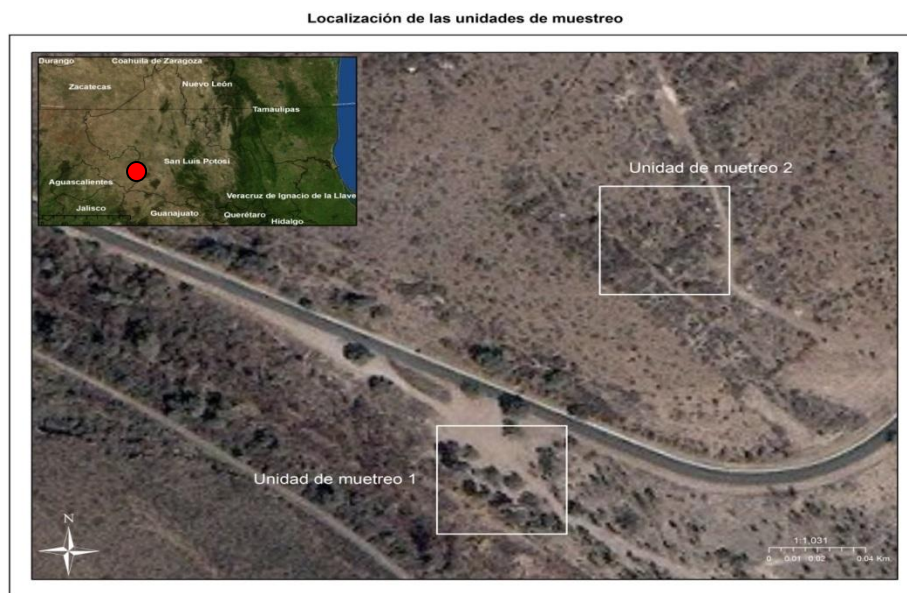 Localización de las unidades de muestreo
Durango
Coahuila de Zaragoza
Zacatecas
Nuevo León
Tamaulipas
San Luis Potosí
Aguascalientes
Veracruz de Ignacio de la Llave
Jalisco
Guanajuato
Querétaro
Hidalgo
Unidad de muetreo 2
Unidad de muetreo 1
N
1:1,031
0 0.01 0.02 0.04 Km.